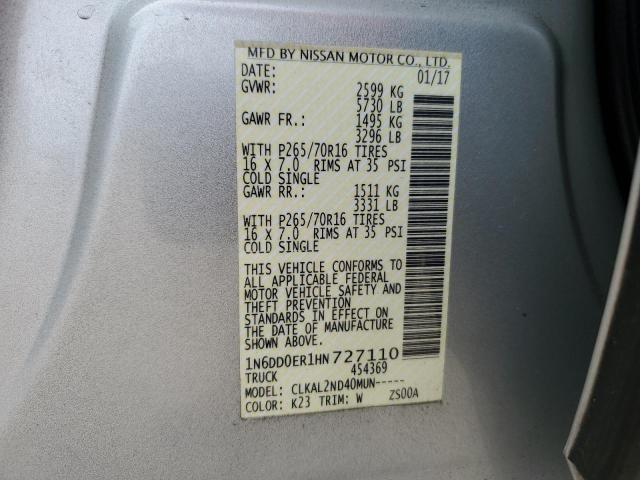 MFD BY NISSAN MOTOR CO., LTD.
DATE: 01/17
GVWR: 2599 KG
5730 LB
GAWR FR.: 1495 KG
3296 LB
WITH P265/70R16 TIRES
16 X 7.0 RIMS AT 35 PSI
COLD SINGLE
GAWR RR.: 1511 KG
3331 LB
WITH P265/70R16 TIRES
16 X 7.0 RIMS AT 35 PSI
COLD SINGLE
THIS VEHICLE CONFORMS TO
ALL APPLICABLE FEDERAL
MOTOR VEHICLE SAFETY AND
THEFT PREVENTION
STANDARDS IN EFFECT ON
DATE OF MANUFACTURE
1N6DD0ER1HN727110
TRUCK 454369
MODEL: CLKAL2ND40MUN-----
COLOR: K23 TRIM: W ZS00A